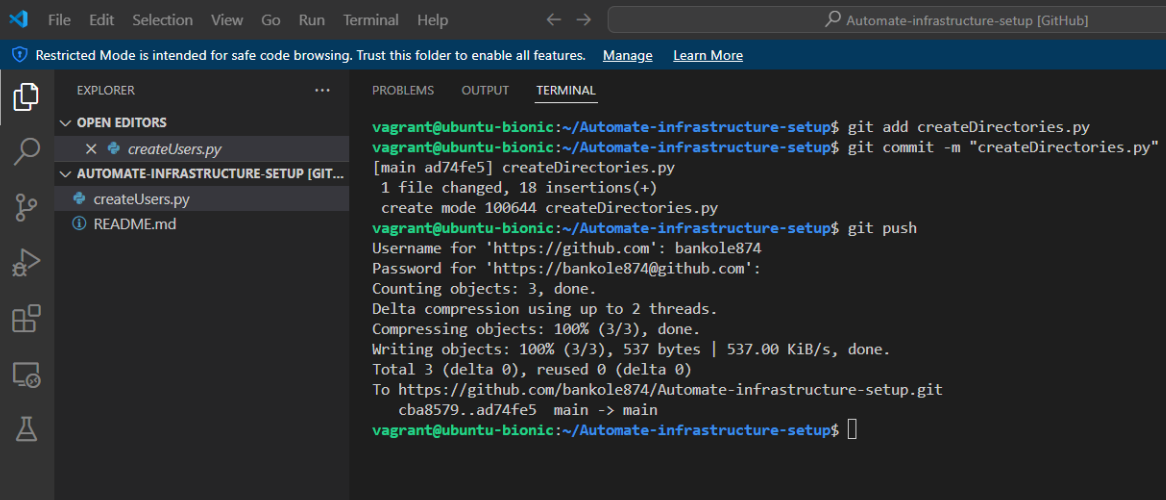 File Edit Selection View Go Run Terminal Help
Automate-infrastructure-setup [GitHub]
Restricted Mode is intended for safe code browsing. Trust this folder to enable all features. Manage Learn More
EXPLORER
OPEN EDITORS
createUsers.py
AUTOMATE-INFRASTRUCTURE-SETUP [GIT...
createUsers.py
README.md
PROBLEMS OUTPUT TERMINAL
vagrant@ubuntu-bionic:~/Automate-infrastructure-setup$ git add createDirectories.py
vagrant@ubuntu-bionic:~/Automate-infrastructure-setup$ git commit -m "createDirectories.py"
[main ad74fe5] createDirectories.py
 1 file changed, 18 insertions(+)
 create mode 100644 createDirectories.py
vagrant@ubuntu-bionic:~/Automate-infrastructure-setup$ git push
Username for 'https://github.com': bankole874
Password for 'https://bankole874@github.com':
Counting objects: 3, done.
Delta compression using up to 2 threads.
Compressing objects: 100% (3/3), done.
Writing objects: 100% (3/3), 537 bytes | 537.00 KiB/s, done.
Total 3 (delta 0), reused 0 (delta 0)
To https://github.com/bankole874/Automate-infrastructure-setup.git
   cba8579..ad74fe5  main -> main
vagrant@ubuntu-bionic:~/Automate-infrastructure-setup$